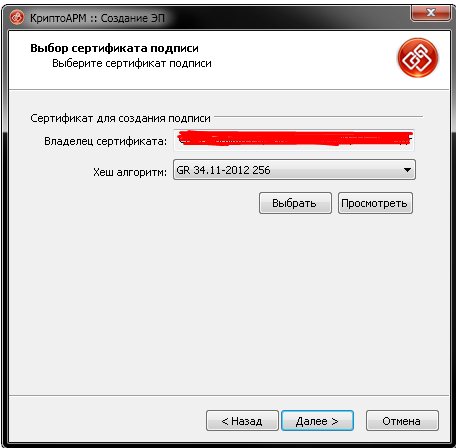 КриптоАРМ :: Создание ЭП
Выбор сертификата подписи
Выберите сертификат подписи
Сертификат для создания подписи
Владелец сертификата:
Хеш алгоритм: GR 34.11-2012 256
Выбрать Просмотреть
< Назад Далее > Отмена